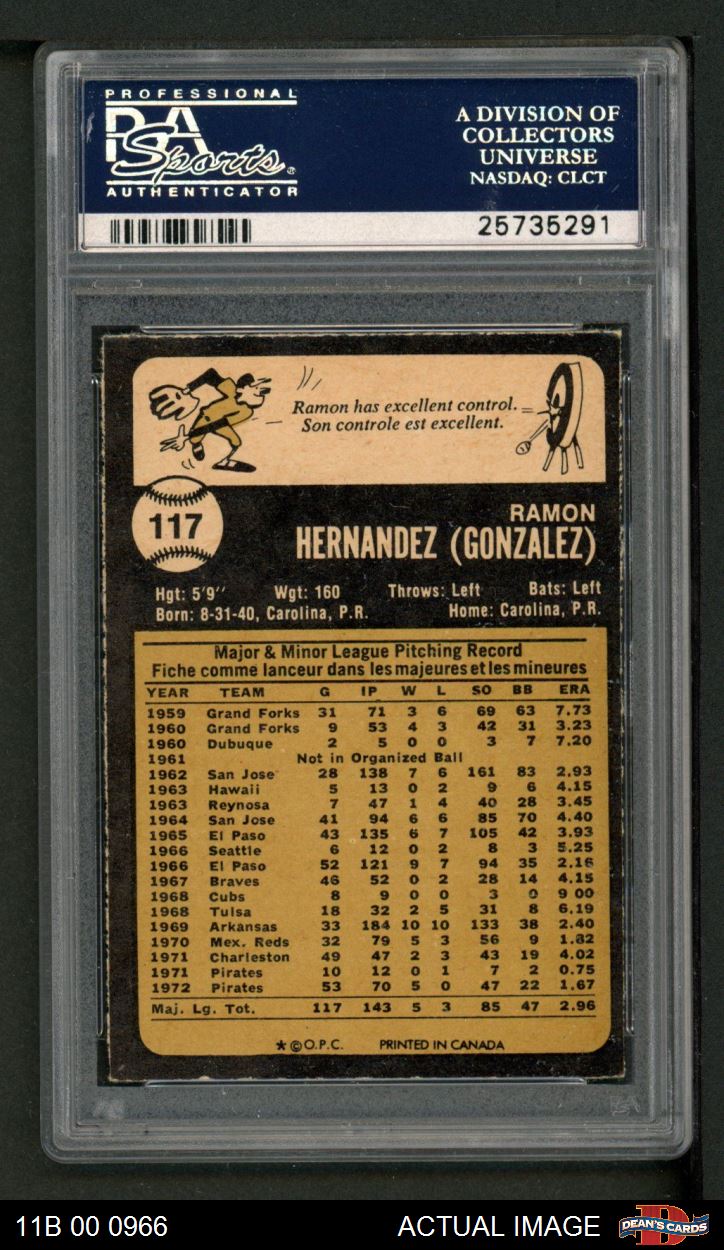 PROFESSIONAL
PSA
Sports
AUTHENTICATOR
A DIVISION OF
COLLECTORS
UNIVERSE
NASDAQ: CLCT
25735291
Ramon has excellent control.
Son controle est excellent.
117
RAMON
HERNANDEZ (GONZALEZ)
Hgt: 5'9" Wgt: 160 Throws: Left Bats: Left
Born: 8-31-40, Carolina, P.R. Home: Carolina, P.R.
Major & Minor League Pitching Record
Fiche comme lanceur dans les majeures et les mineures
YEAR TEAM G IP W L SO BB ERA
1959 Grand Forks 31 71 3 6 69 63 7.73
1960 Grand Forks 9 53 4 3 42 31 3.23
1960 Dubuque 2 5 0 0 3 7 7.20
1961 Not in Organized Ball
1962 San Jose 28 138 7 6 161 83 2.93
1963 Hawaii 5 13 0 2 9 6 4.15
1963 Reynosa 7 47 1 4 40 28 3.45
1964 San Jose 41 94 6 6 85 70 4.40
1965 El Paso 43 135 6 7 105 42 3.93
1966 Seattle 6 12 0 2 8 3 5.25
1966 El Paso 52 121 9 7 94 35 2.16
1967 Braves 46 52 0 2 28 14 4.15
1968 Cubs 8 9 0 0 3 0 9 00
1968 Tulsa 18 32 2 5 31 8 6.19
1969 Arkansas 33 184 10 10 133 38 2.40
1970 Mex. Reds 32 79 5 3 56 9 1.82
1971 Charleston 49 47 2 3 43 19 4.02
1971 Pirates 10 12 0 1 7 2 0.75
1972 Pirates 53 70 5 0 47 22 1.67
Maj. Lg. Tot. 117 143 5 3 85 47 2.96
* © O.P.C. PRINTED IN CANADA
11B 00 0966
ACTUAL IMAGE
DEAN'S CARDS